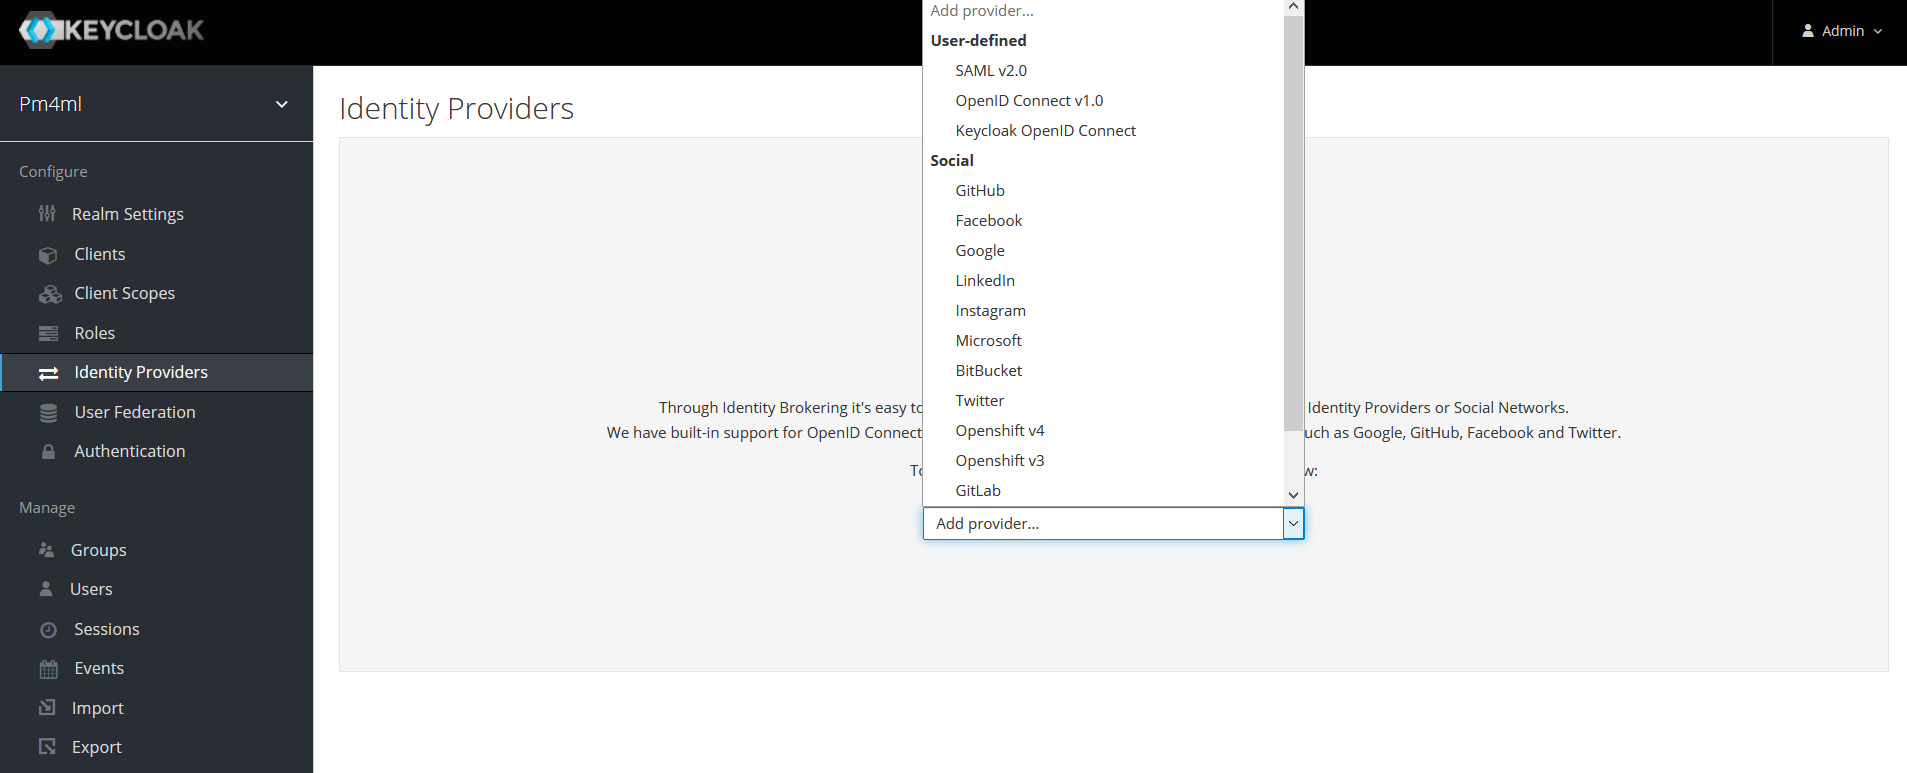 KEYCLOAK
Admin
Pm4ml
Configure
Realm Settings
Clients
Client Scopes
Roles
Identity Providers
User Federation
Authentication
Manage
Groups
Users
Sessions
Events
Import
Export
Identity Providers
Add provider...
User-defined
SAML v2.0
OpenID Connect v1.0
Keycloak OpenID Connect
Social
GitHub
Facebook
Google
LinkedIn
Instagram
Microsoft
BitBucket
Twitter
Openshift v4
Openshift v3
GitLab
Through Identity Brokering it's easy to Identity Providers or Social Networks.
We have built-in support for OpenID Connect uch as Google, GitHub, Facebook and Twitter.
To w:
Add provider...